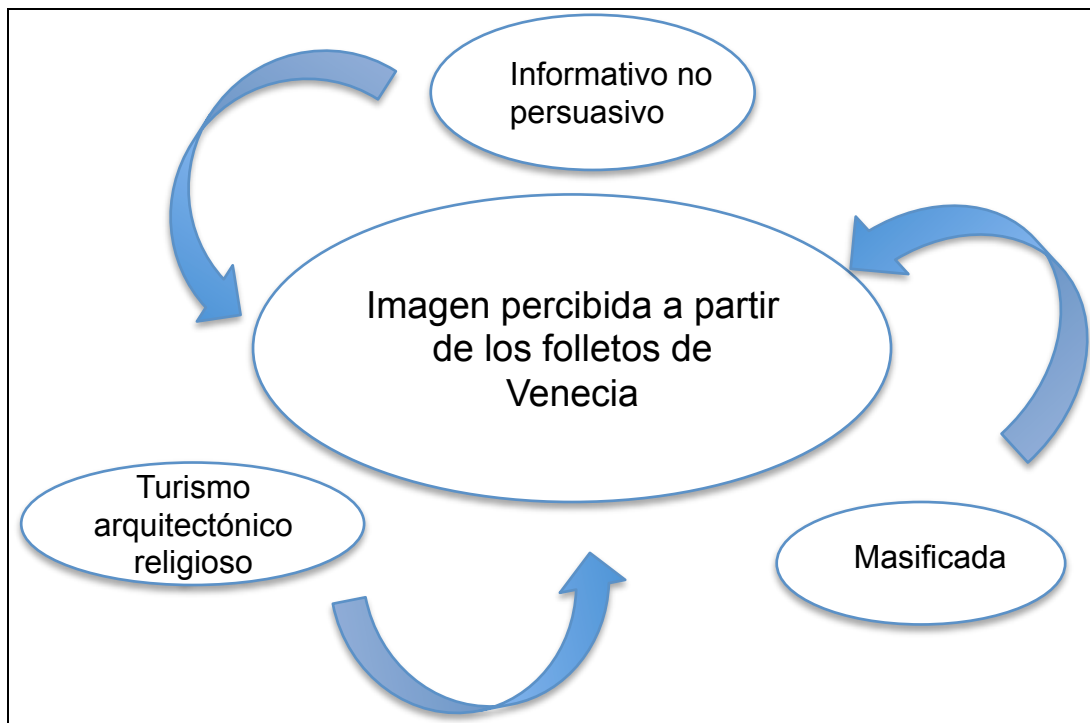 Informativo no
persuasivo
Imagen percibida a partir
de los folletos de
Venecia
Turismo
arquitectónico
religioso
Masificada